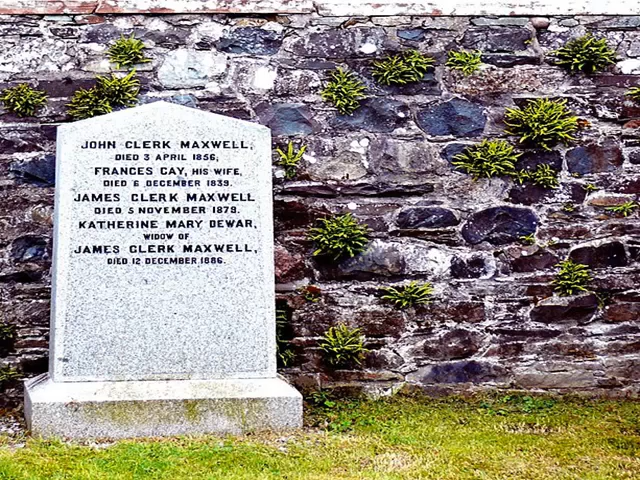 JOHN CLERK MAXWELL,
DIED 3 APRIL 1856,
FRANCES CAY, HIS WIFE,
DIED 6 DECEMBER 1839.
JAMES CLERK MAXWELL
DIED 5 NOVEMBER 1879.
KATHERINE MARY DEWAR,
WIDOW OF
JAMES CLERK MAXWELL,
DIED 12 DECEMBER 1886.